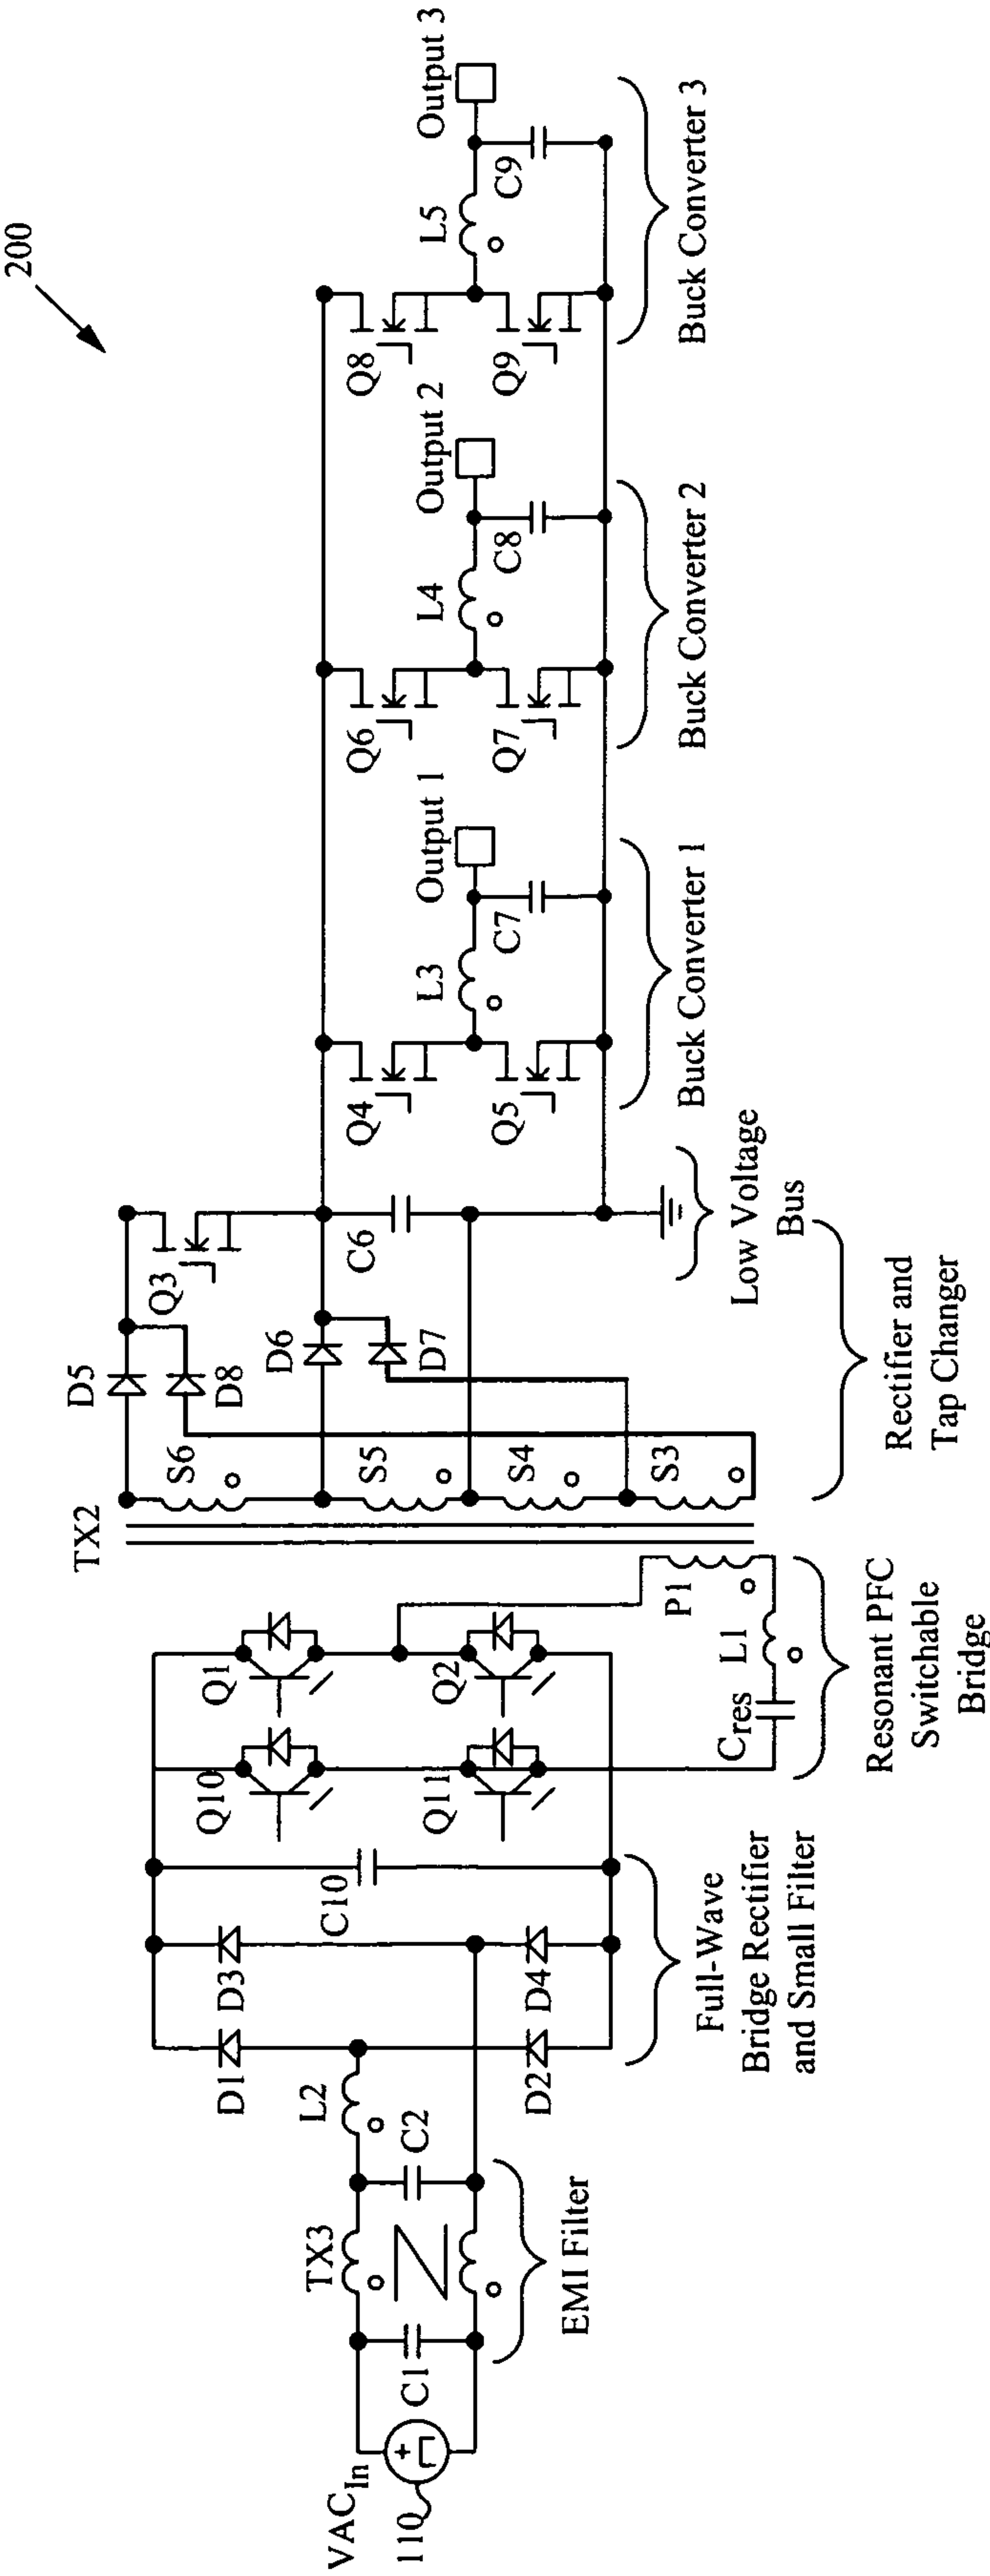 200
VAC In
110
C1
TX3
C2
L2
EMI Filter
D1
D3
D2
D4
C10
Full-Wave
Bridge Rectifier
and Small Filter
Q10
Q1
Q11
Q2
Cres
L1
P1
Resonant PFC
Switchable
Bridge
TX2
S6
S5
S4
S3
D5
D8
D6
D7
Q3
C6
Rectifier and
Tap Changer
Low Voltage
Bus
Q4
Q5
L3
C7
Output 1
Buck Converter 1
Q6
Q7
L4
C8
Output 2
Buck Converter 2
Q8
Q9
L5
C9
Output 3
Buck Converter 3